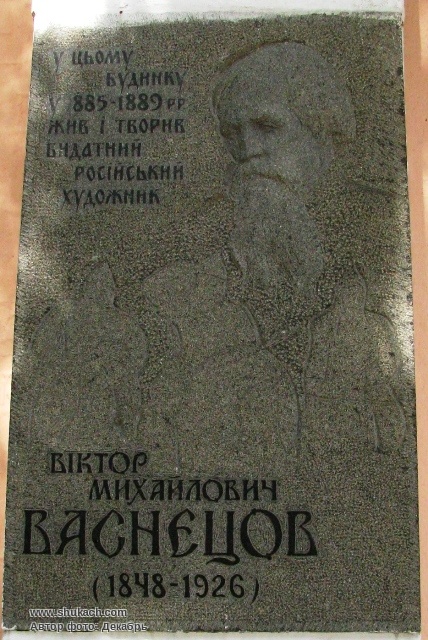 У ЦЬОМУ
БУДИНКУ
У 1885-1889 РР
ЖИВ І ТВОРИВ
ВИДАТНИЙ
РОСІЙСЬКИЙ
ХУДОЖНИК
ВІКТОР
МИХАЙЛОВИЧ
ВАСНЕЦОВ
(1848-1926)
www.shukach.com
Автор фото: Декабрь